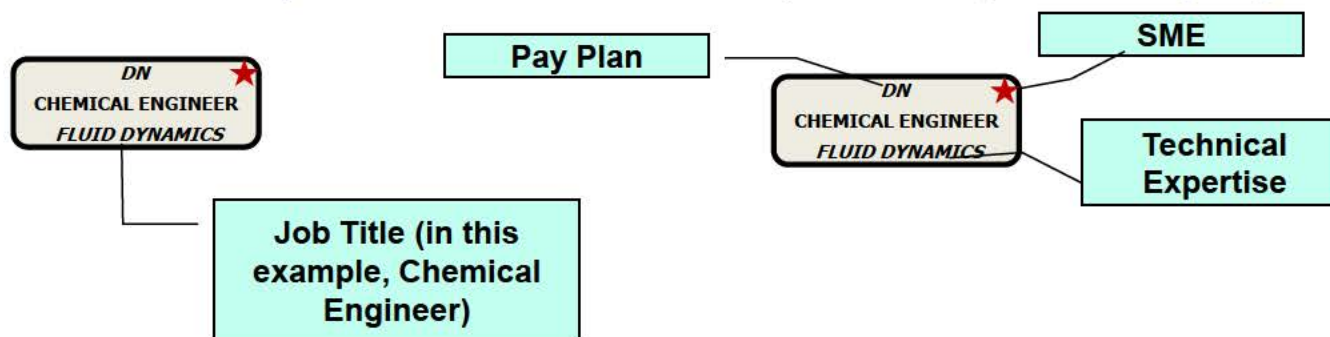 DN
CHEMICAL ENGINEER
FLUID DYNAMICS
Job Title (in this
example, Chemical
Engineer)
Pay Plan
SME
DN
CHEMICAL ENGINEER
FLUID DYNAMICS
Technical
Expertise